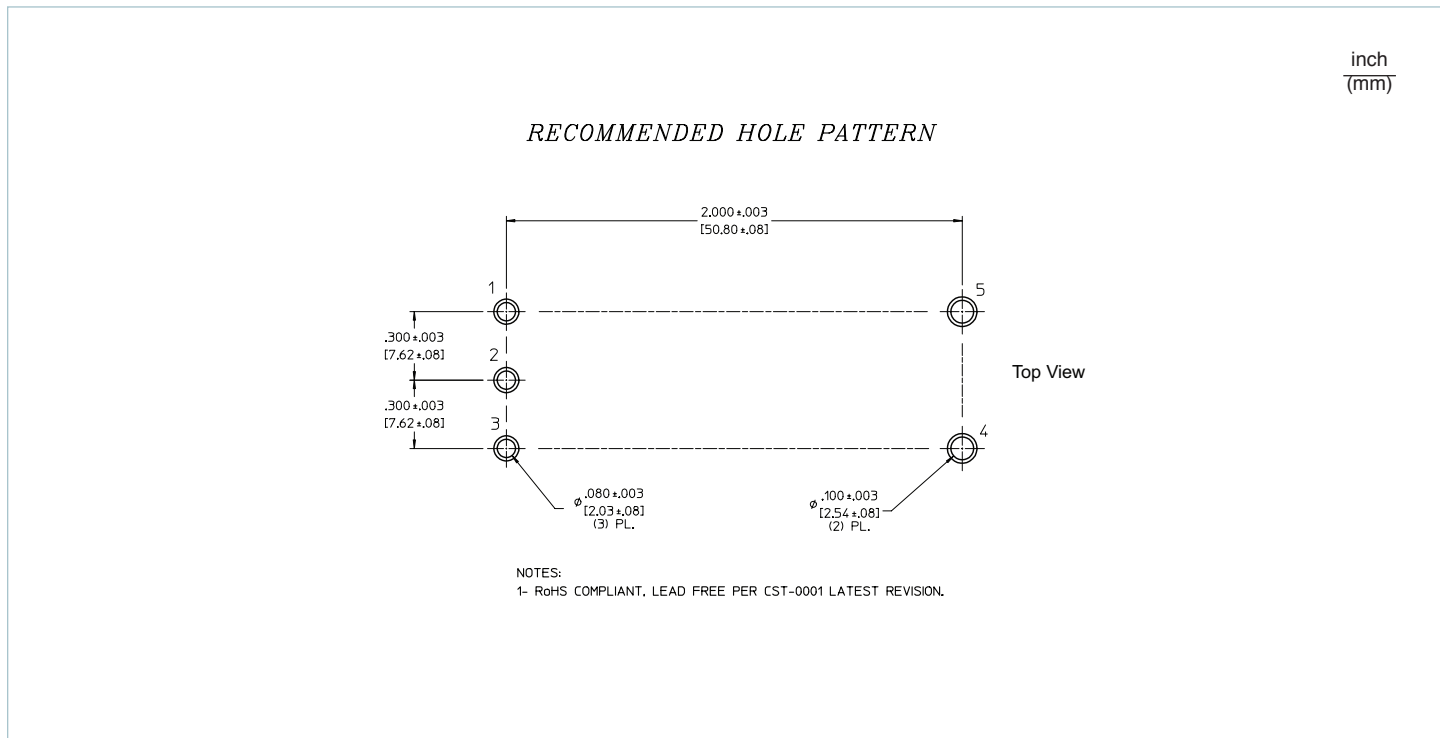 inch
(mm)
RECOMMENDED HOLE PATTERN
2.000±.003
[50.80±.08]
1
5
.300±.003
[7.62±.08]
2
Top View
.300±.003
[7.62±.08]
3
4
ø .080±.003
[2.03±.08]
(3) PL.
ø .100±.003
[2.54±.08]
(2) PL.
NOTES:
1- RoHS COMPLIANT, LEAD FREE PER CST-0001 LATEST REVISION.